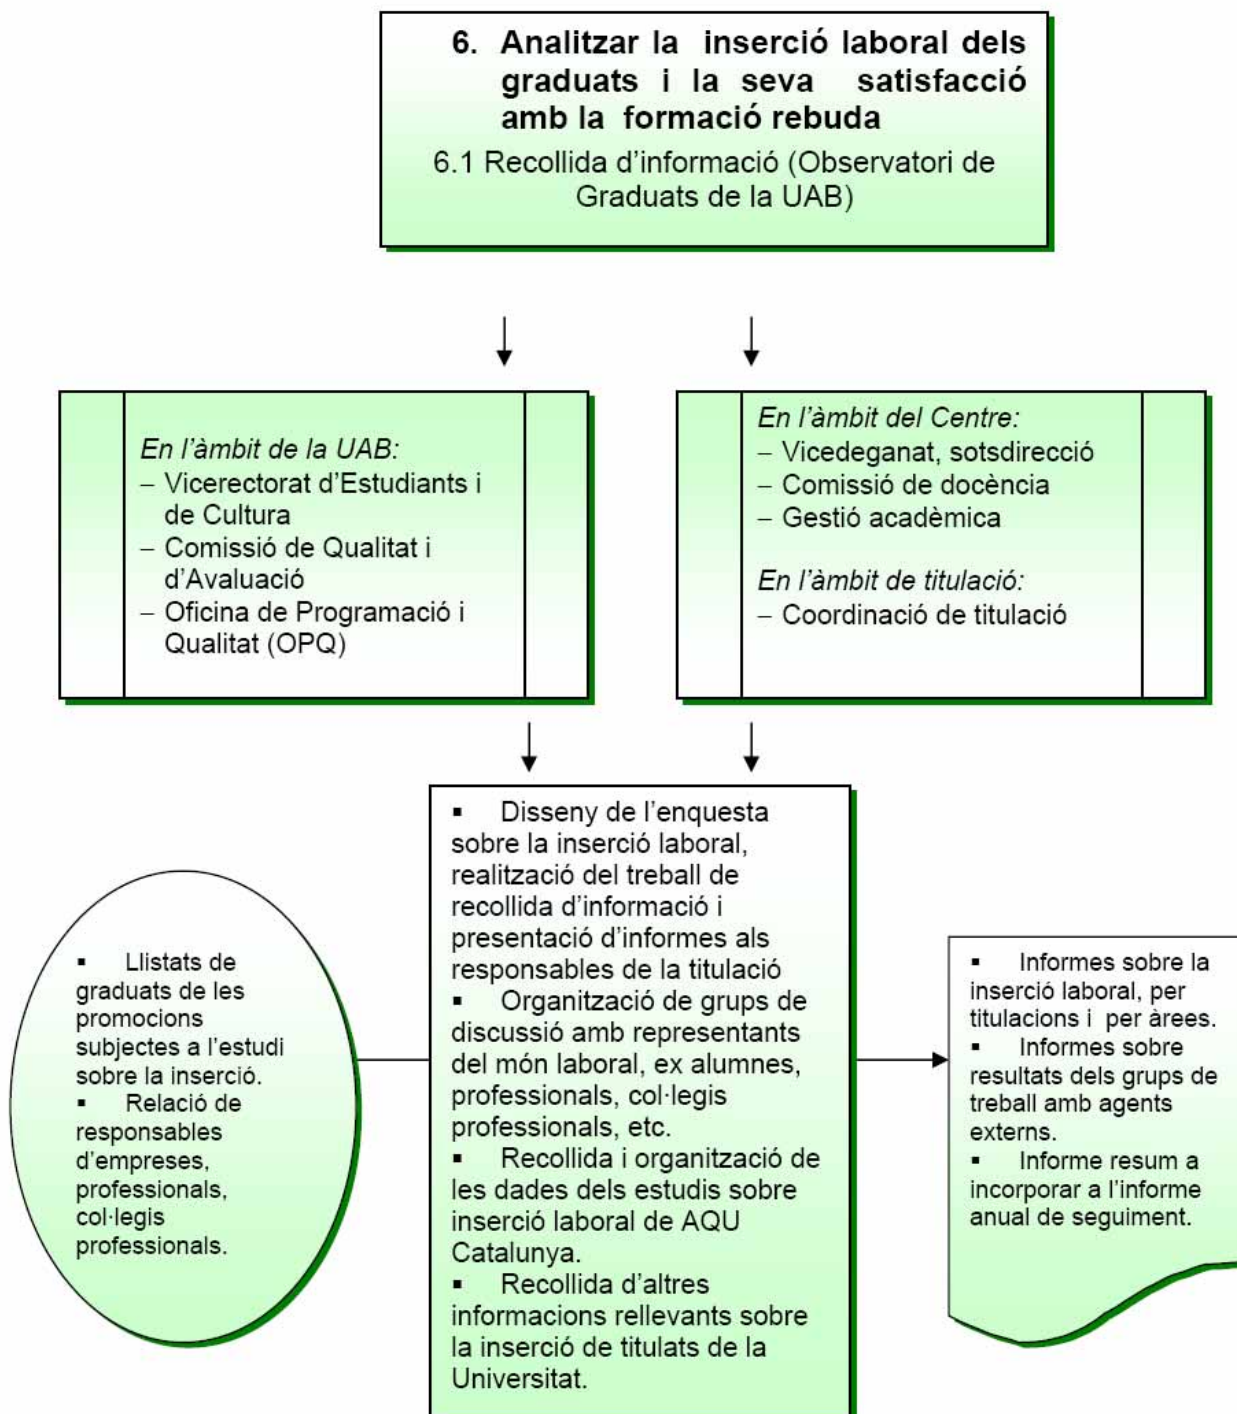 6. Analitzar la inserció laboral dels
graduats i la seva satisfacció
amb la formació rebuda
6.1 Recollida d'informació (Observatori de
Graduats de la UAB)
En l'àmbit de la UAB:
– Vicerectorat d'Estudiants i
de Cultura
– Comissió de Qualitat i
d'Avaluació
– Oficina de Programació i
Qualitat (OPQ)
En l'àmbit del Centre:
– Vicedeganat, sotsdirecció
– Comissió de docència
– Gestió acadèmica
En l'àmbit de titulació:
– Coordinació de titulació
▪ Llistats de
graduats de les
promocions
subjectes a l'estudi
sobre la inserció.
▪ Relació de
responsables
d'empreses,
professionals,
col·legis
professionals.
▪ Disseny de l'enquesta
sobre la inserció laboral,
realització del treball de
recollida d'informació i
presentació d'informes als
responsables de la titulació
▪ Organització de grups de
discussió amb representants
del món laboral, ex alumnes,
professionals, col·legis
professionals, etc.
▪ Recollida i organització de
les dades dels estudis sobre
inserció laboral de AQU
Catalunya.
▪ Recollida d'altres
informacions rellevants sobre
la inserció de titulats de la
Universitat.
▪ Informes sobre la
inserció laboral, per
titulacions i per àrees.
▪ Informes sobre
resultats dels grups de
treball amb agents
externs.
▪ Informe resum a
incorporar a l'informe
anual de seguiment.